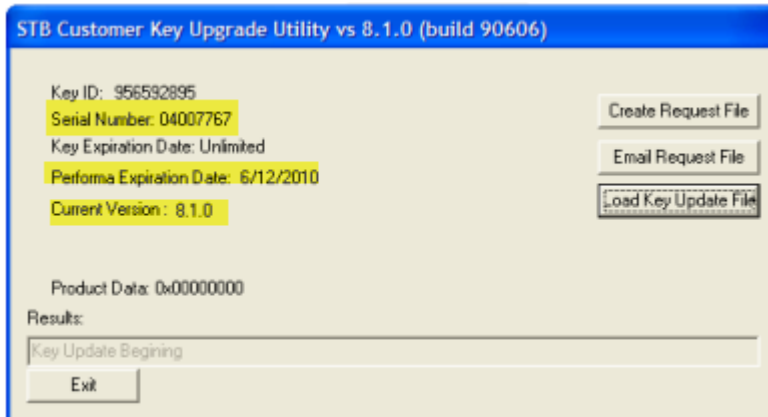 STB Customer Key Upgrade Utility vs 8.1.0 (build 90606)
Key ID: 956592895
Serial Number: 04007767
Key Expiration Date: Unlimited
Performa Expiration Date: 6/12/2010
Current Version : 8.1.0
Create Request File
Email Request File
Load Key Update File
Product Data: 0x00000000
Results:
Key Update Begining
Exit